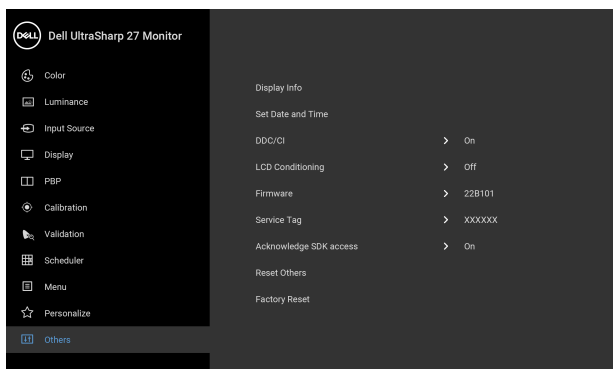 DELL
Dell UltraSharp 27 Monitor
Color
Luminance
Input Source
Display
PBP
Calibration
Validation
Scheduler
Menu
Personalize
Others
Display Info
Set Date and Time
DDC/CI > On
LCD Conditioning > Off
Firmware > 22B101
Service Tag > XXXXXX
Acknowledge SDK access > On
Reset Others
Factory Reset